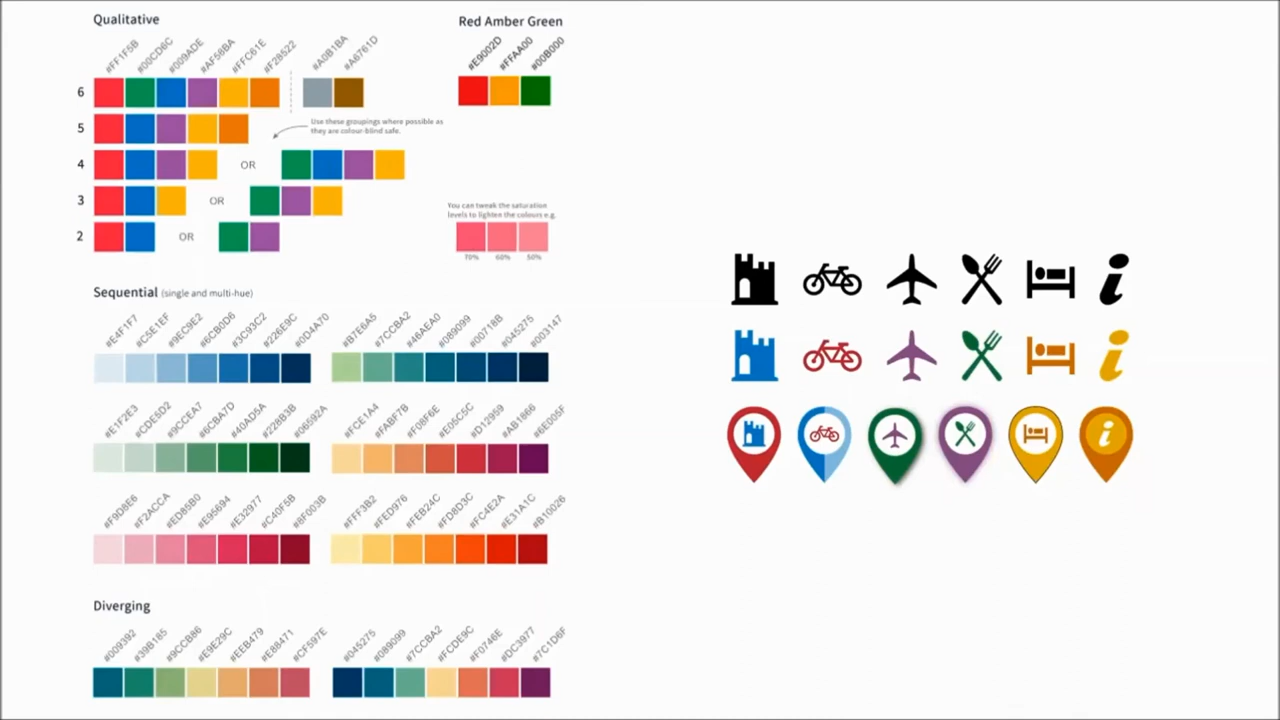 Qualitative
#FF1F5B #00CD6C #009ADE #AF58BA #FFC61E #F28522 #A0B1BA #A6761D
6
5
Use these groupings where possible as
they are colour-blind safe.
4 OR
3 OR
2 OR
Red Amber Green
#E9002D #FFAA00 #00B000
You can tweak the saturation
levels to lighten the colours e.g.
70% 60% 50%
Sequential (single and multi-hue)
#E4F1F7 #C5E1EF #9EC9E2 #6CB0D6 #3C93C2 #226E9C #0D4A70
#B7E6A5 #7CCBA2 #46AEA0 #089099 #00718B #045275 #003147
#E1F2E3 #CDE5D2 #9CCEA7 #6CBA7D #40AD5A #228B3B #06592A
#FCE1A4 #FABF7B #F08F6E #E05C5C #D12959 #AB1866 #6E005F
#F9D8E6 #F2ACCA #ED85B0 #E95694 #E32977 #C40F5B #8F003B
#FFF3B2 #FED976 #FEB24C #FD8D3C #FC4E2A #E31A1C #B10026
Diverging
#009392 #39B185 #9CCB86 #E9E29C #EEB479 #E88471 #CF597E
#045275 #089099 #7CCBA2 #FCDE9C #F0746E #DC3977 #7C1D6F